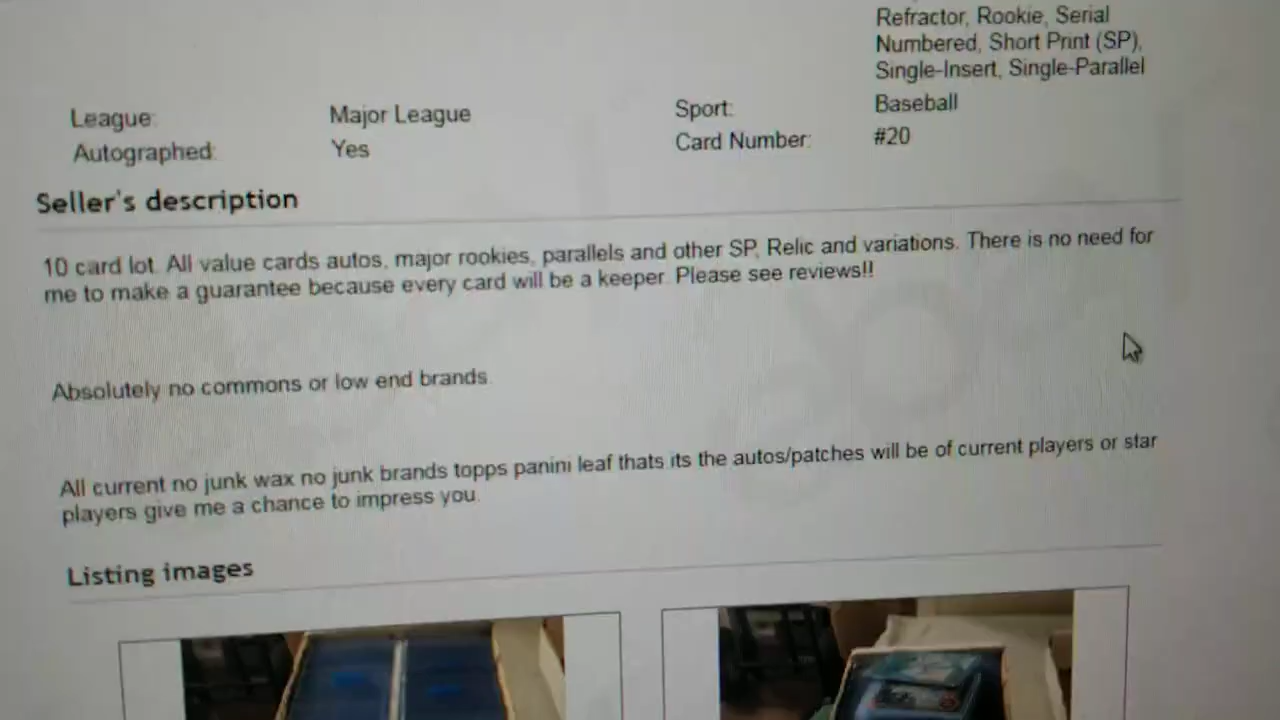 Refractor, Rookie, Serial
Numbered, Short Print (SP),
Single-Insert, Single-Parallel
League: Major League Sport: Baseball
Autographed: Yes Card Number: #20
Seller's description
10 card lot. All value cards autos, major rookies, parallels and other SP, Relic and variations. There is no need for
me to make a guarantee because every card will be a keeper. Please see reviews!!
Absolutely no commons or low end brands.
All current no junk wax no junk brands topps panini leaf thats its the autos/patches will be of current players or star
players give me a chance to impress you.
Listing images